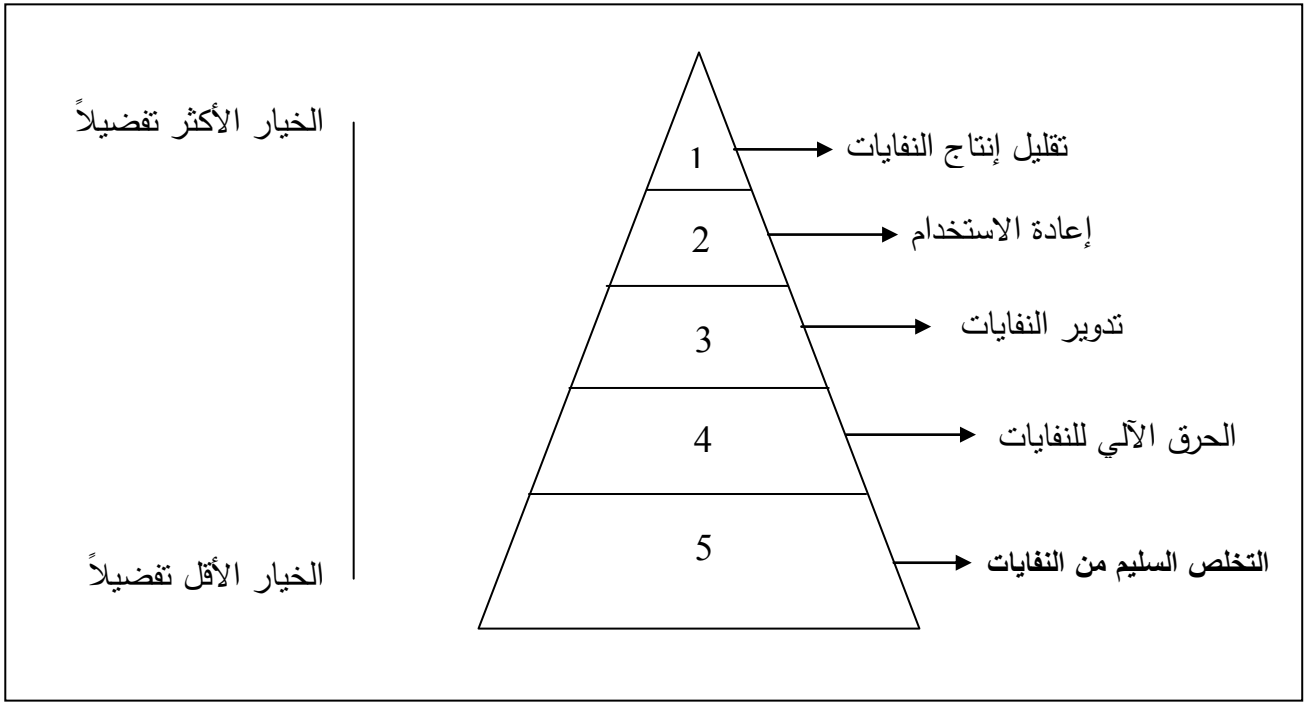 الخيار الأكثر تفضيلاً
1
تقليل إنتاج النفايات
2
إعادة الاستخدام
3
تدوير النفايات
4
الحرق الآلي للنفايات
5
التخلص السليم من النفايات
الخيار الأقل تفضيلاً